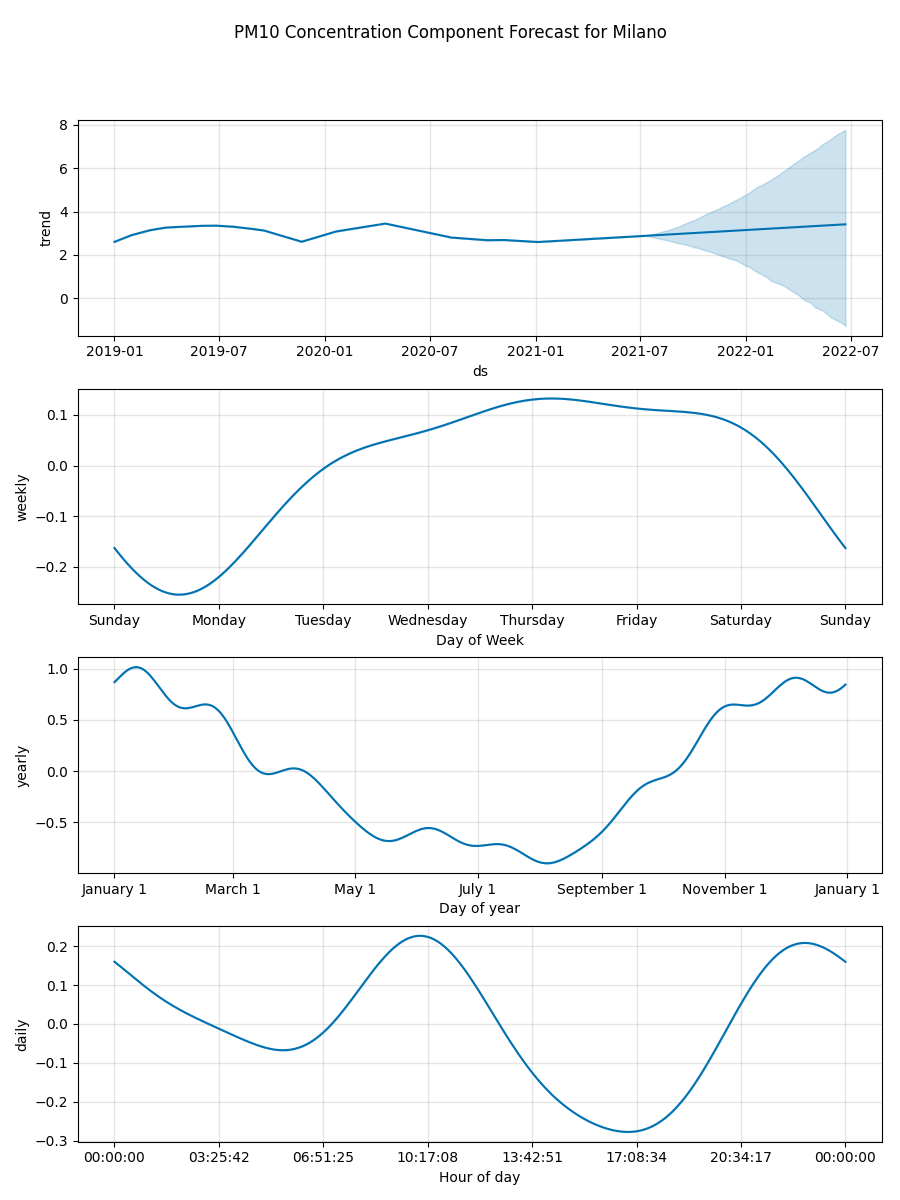 PM10 Concentration Component Forecast for Milano
8
6
4
2
0
trend
2019-01 2019-07 2020-01 2020-07 2021-01 2021-07 2022-01 2022-07
ds
0.1
0.0
−0.1
−0.2
weekly
Sunday Monday Tuesday Wednesday Thursday Friday Saturday Sunday
Day of Week
1.0
0.5
0.0
−0.5
yearly
January 1 March 1 May 1 July 1 September 1 November 1 January 1
Day of year
0.2
0.1
0.0
−0.1
−0.2
−0.3
daily
00:00:00 03:25:42 06:51:25 10:17:08 13:42:51 17:08:34 20:34:17 00:00:00
Hour of day